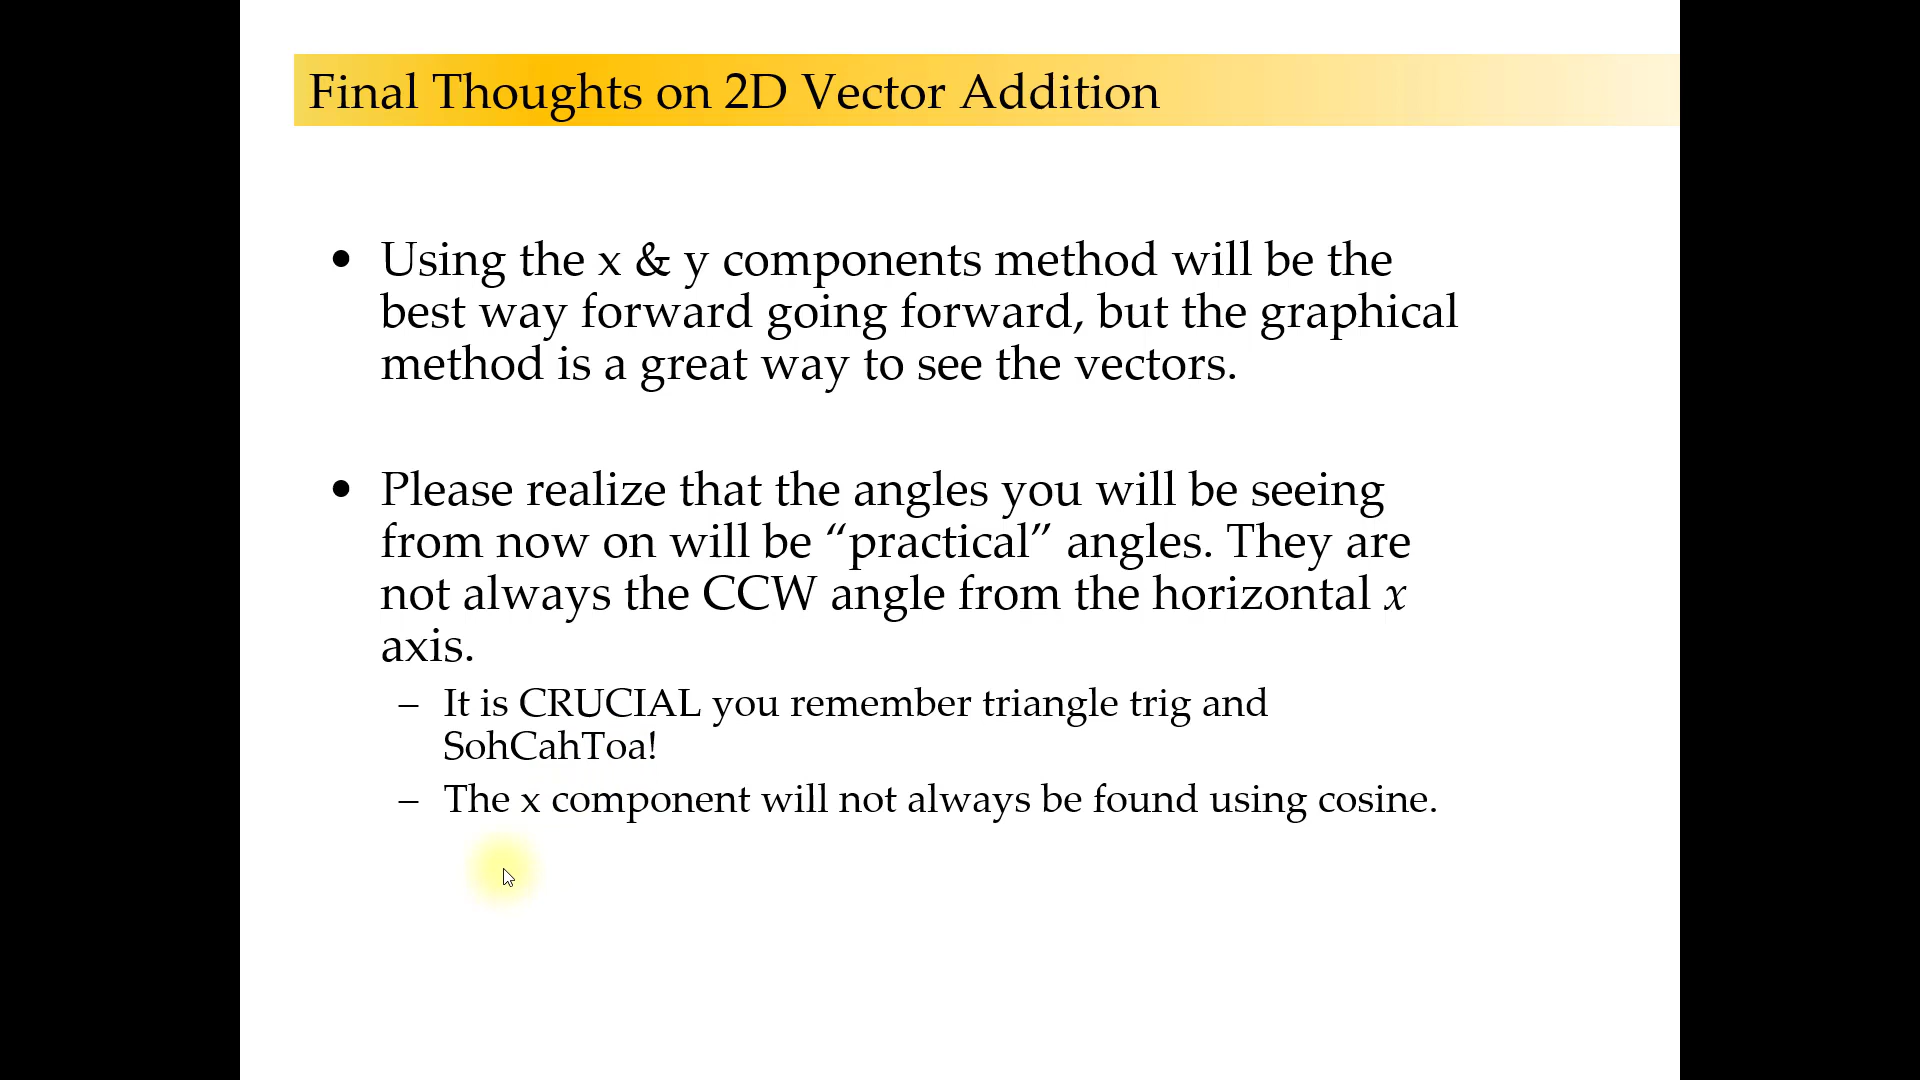 Final Thoughts on 2D Vector Addition
• Using the x & y components method will be the
best way forward going forward, but the graphical
method is a great way to see the vectors.
• Please realize that the angles you will be seeing
from now on will be “practical” angles. They are
not always the CCW angle from the horizontal x
axis.
– It is CRUCIAL you remember triangle trig and
SohCahToa!
– The x component will not always be found using cosine.